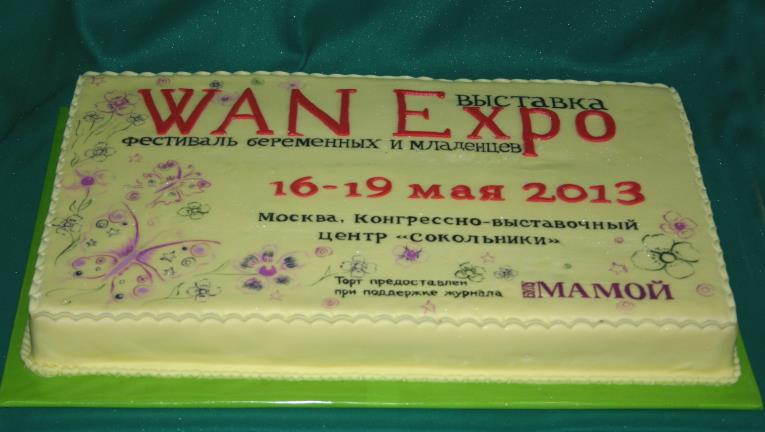 WAN Expo выставка
фестиваль беременных и младенцев
16-19 мая 2013
Москва, Конгрессно-выставочный
центр «Сокольники»
Торт предоставлен
при поддержке журнала
МАМОЙ